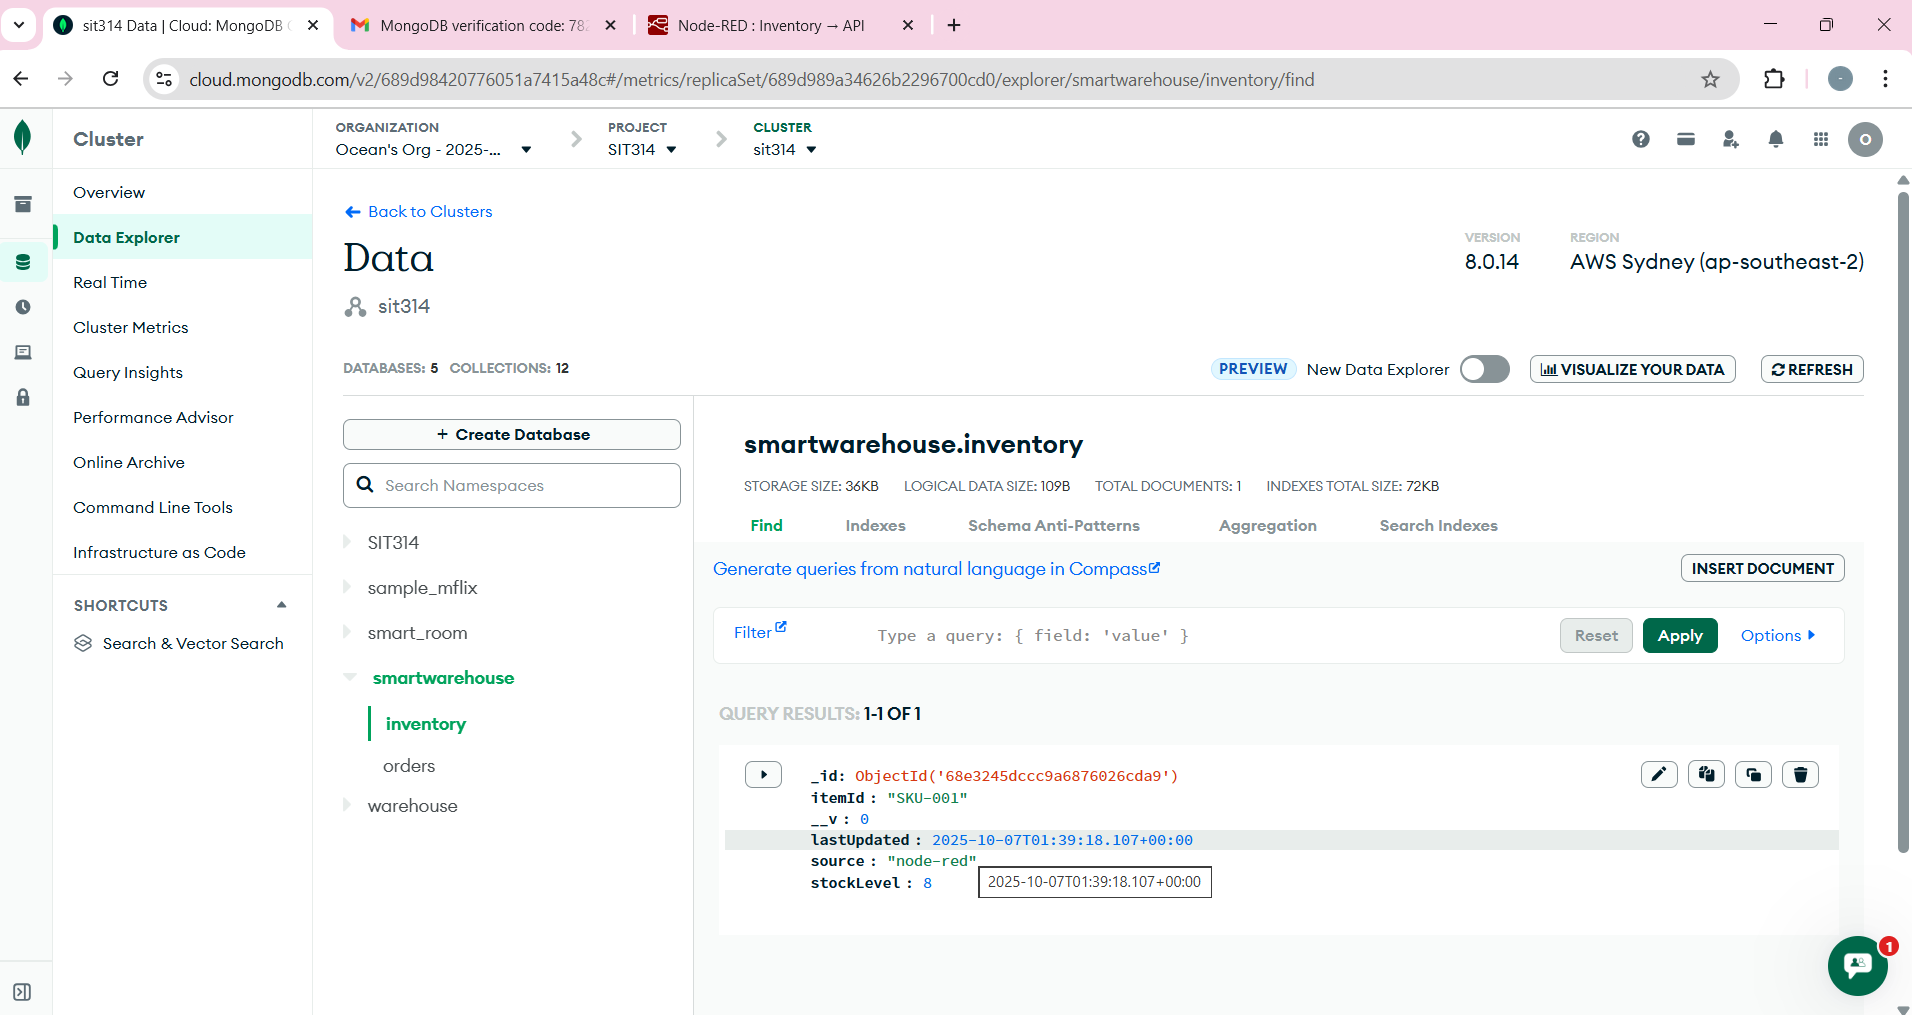 sit314 Data | Cloud: MongoDB
MongoDB verification code: 78
Node-RED : Inventory → API
cloud.mongodb.com/v2/689d98420776051a7415a48c#/metrics/replicaSet/689d989a34626b2296700cd0/explorer/smartwarehouse/inventory/find
Cluster
ORGANIZATION
Ocean's Org - 2025-...
PROJECT
SIT314
CLUSTER
sit314
O
Overview
Data Explorer
Real Time
Cluster Metrics
Query Insights
Performance Advisor
Online Archive
Command Line Tools
Infrastructure as Code
SHORTCUTS
Search & Vector Search
Back to Clusters
Data
sit314
VERSION
8.0.14
REGION
AWS Sydney (ap-southeast-2)
DATABASES: 5 COLLECTIONS: 12
PREVIEW New Data Explorer
VISUALIZE YOUR DATA
REFRESH
+ Create Database
Search Namespaces
SIT314
sample_mflix
smart_room
smartwarehouse
inventory
orders
warehouse
smartwarehouse.inventory
STORAGE SIZE: 36KB LOGICAL DATA SIZE: 109B TOTAL DOCUMENTS: 1 INDEXES TOTAL SIZE: 72KB
Find Indexes Schema Anti-Patterns Aggregation Search Indexes
Generate queries from natural language in Compass
INSERT DOCUMENT
Filter
Type a query: { field: 'value' }
Reset
Apply
Options
QUERY RESULTS: 1-1 OF 1
_id: ObjectId('68e3245dccc9a6876026cda9')
itemId : "SKU-001"
__v : 0
lastUpdated : 2025-10-07T01:39:18.107+00:00
source : "node-red"
stockLevel : 8
2025-10-07T01:39:18.107+00:00
1